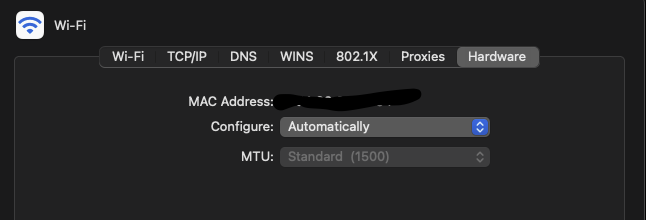 Wi-Fi
Wi-Fi TCP/IP DNS WINS 802.1X Proxies Hardware
MAC Address:
Configure: Automatically
MTU: Standard (1500)